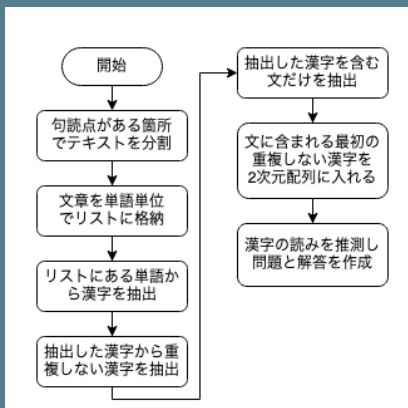 開始
句読点がある箇所
でテキストを分割
文章を単語単位
でリストに格納
リストにある単語か
ら漢字を抽出
抽出した漢字から重
複しない漢字を抽出
抽出した漢字を含む
文だけを抽出
文に含まれる最初の
重複しない漢字を
2次元配列に入れる
漢字の読みを推測し
問題と解答を作成